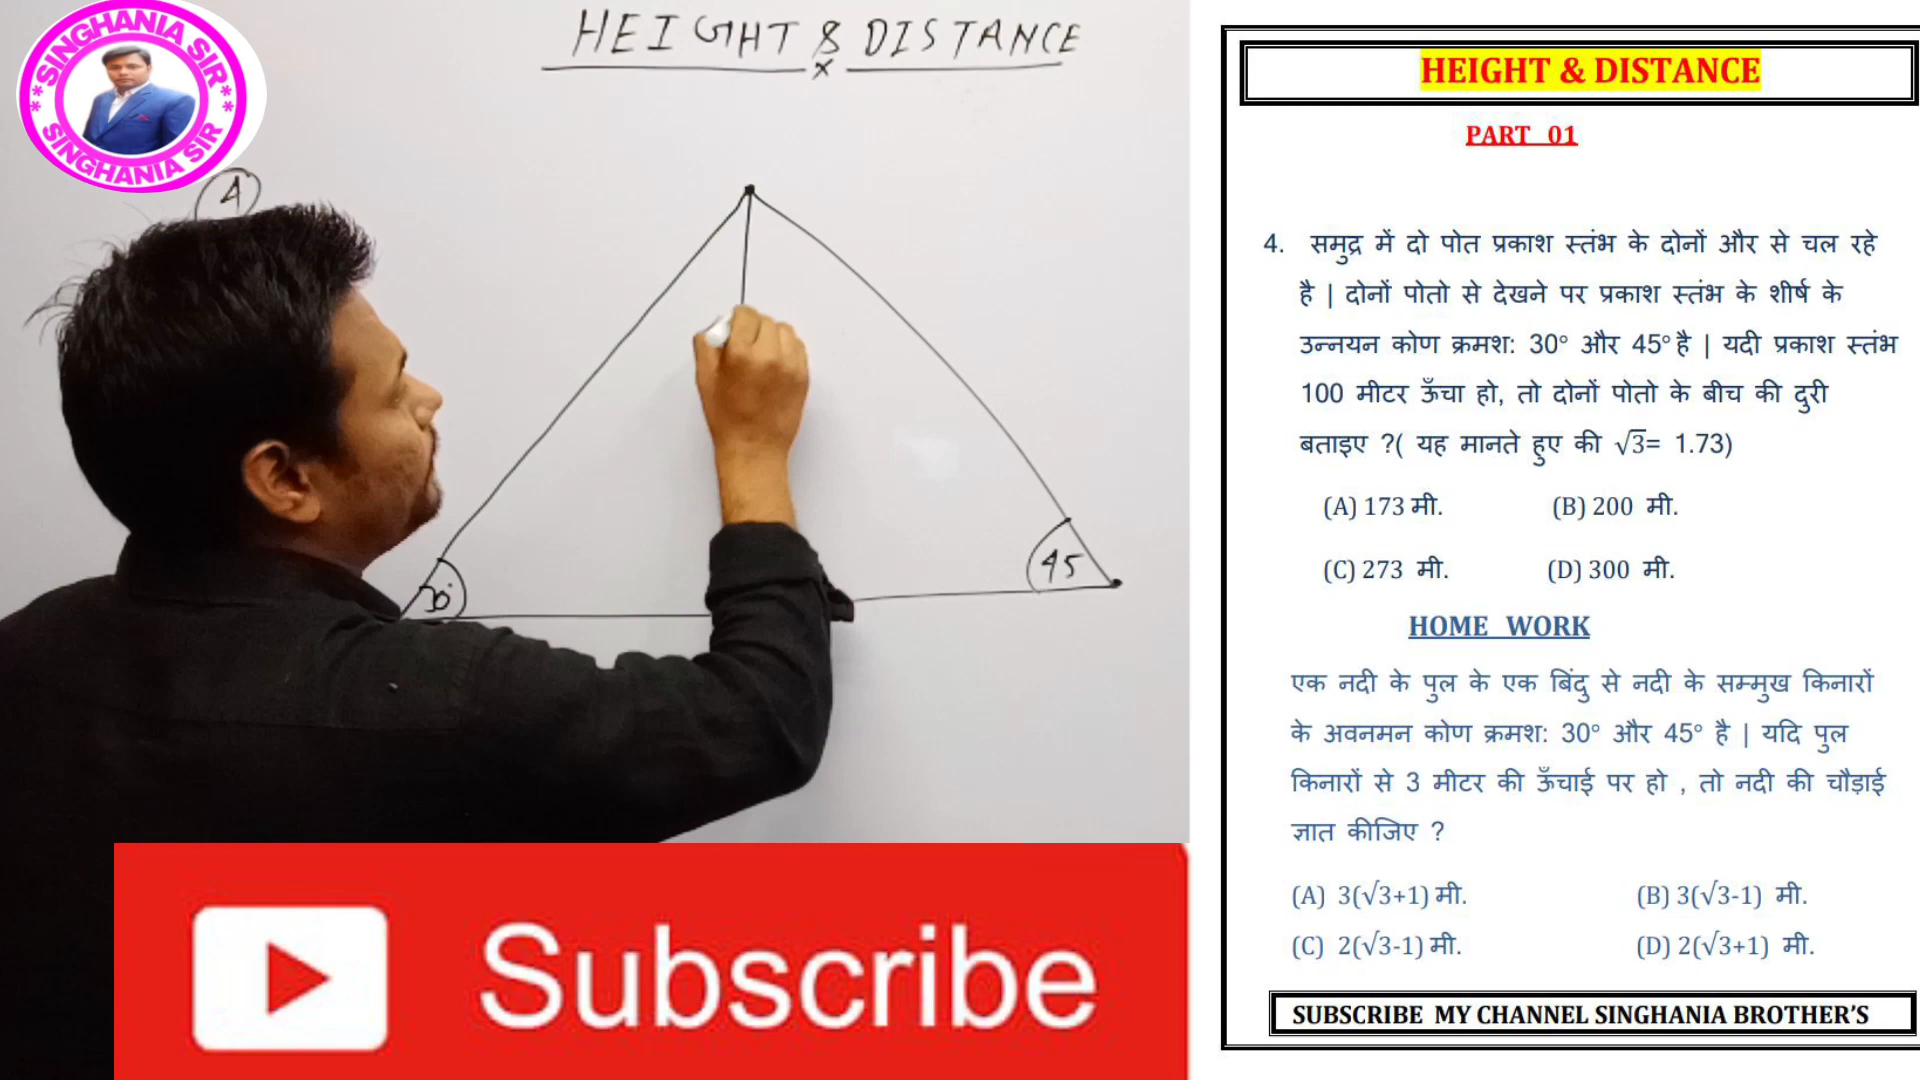 **SINGHANIA SIR**
SINGHANIA SIR
HEIGHT & DISTANCE
4
30°
45
Subscribe
HEIGHT & DISTANCE
PART 01
4. समुद्र में दो पोत प्रकाश स्तंभ के दोनों और से चल रहे
है | दोनों पोतो से देखने पर प्रकाश स्तंभ के शीर्ष के
उन्नयन कोण क्रमश: 30° और 45° है | यदी प्रकाश स्तंभ
100 मीटर ऊँचा हो, तो दोनों पोतो के बीच की दुरी
बताइए ?( यह मानते हुए की √3= 1.73)
(A) 173 मी. (B) 200 मी.
(C) 273 मी. (D) 300 मी.
HOME WORK
एक नदी के पुल के एक बिंदु से नदी के सम्मुख किनारों
के अवनमन कोण क्रमश: 30° और 45° है | यदि पुल
किनारों से 3 मीटर की ऊँचाई पर हो , तो नदी की चौड़ाई
ज्ञात कीजिए ?
(A) 3(√3+1) मी. (B) 3(√3-1) मी.
(C) 2(√3-1) मी. (D) 2(√3+1) मी.
SUBSCRIBE MY CHANNEL SINGHANIA BROTHER'S